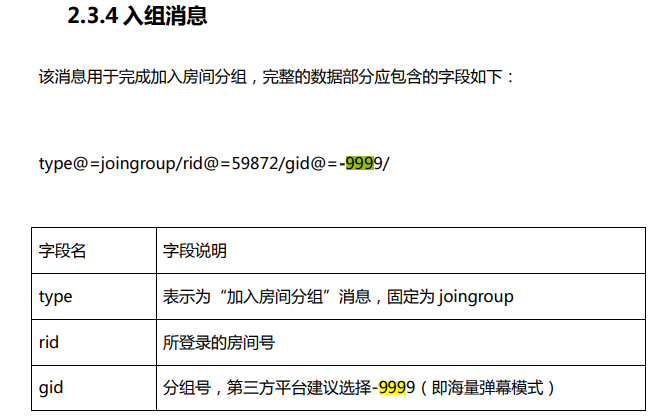 2.3.4 入组消息
该消息用于完成加入房间分组，完整的数据部分应包含的字段如下：
type@=joingroup/rid@=59872/gid@=-9999/
字段名 字段说明
type 表示为“加入房间分组”消息，固定为 joingroup
rid 所登录的房间号
gid 分组号，第三方平台建议选择-9999（即海量弹幕模式）